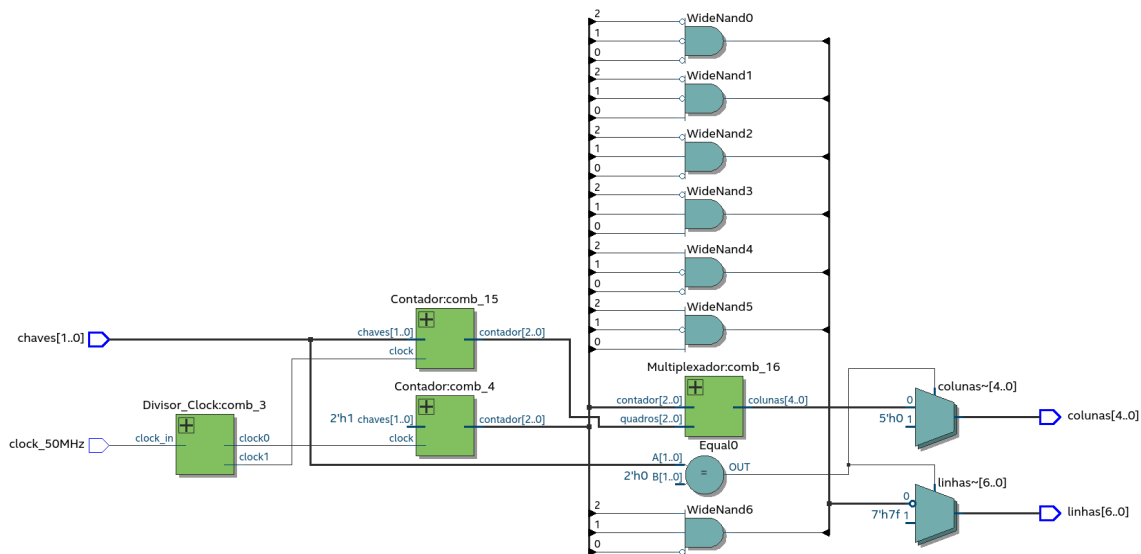 2
1
0
WideNand0
2
1
0
WideNand1
2
1
0
WideNand2
2
1
0
WideNand3
2
1
0
WideNand4
2
1
0
WideNand5
chaves[1..0]
Contador:comb_15
chaves[1..0]
clock
contador[2..0]
Contador:comb_4
2'h1 chaves[1..0]
clock
contador[2..0]
clock_50MHz
Divisor_Clock:comb_3
clock_in
clock0
clock1
Multiplexador:comb_16
contador[2..0]
quadros[2..0]
colunas[4..0]
Equal0
A[1..0]
2'h0 B[1..0]
=
OUT
colunas~[4..0]
0
5'h0 1
colunas[4..0]
linhas~[6..0]
0
7'h7f 1
linhas[6..0]
2
1
0
WideNand6